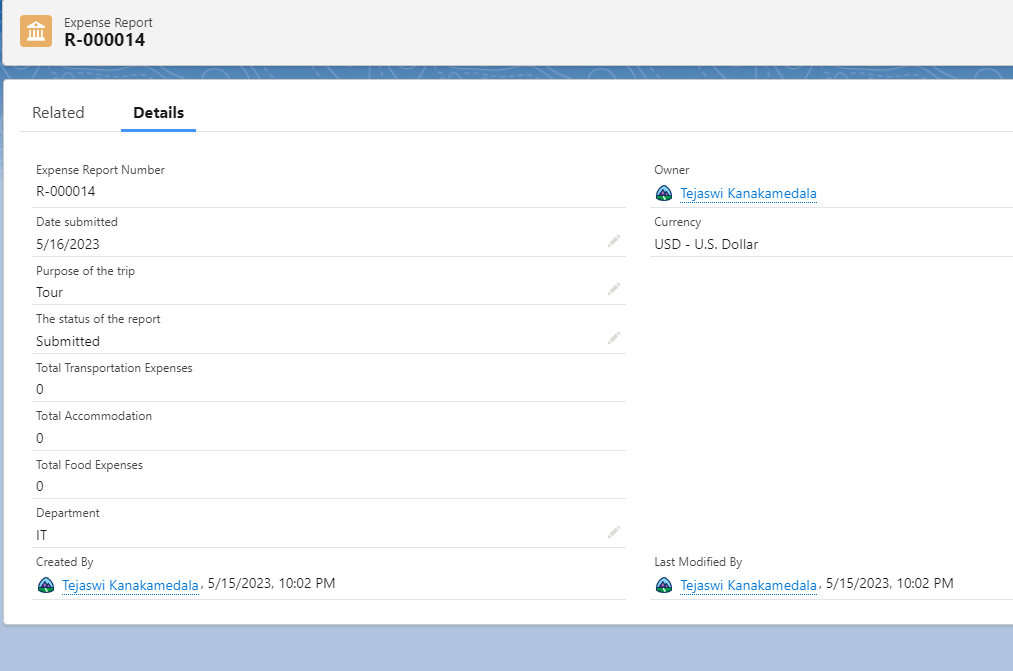 Expense Report
R-000014
Related
Details
Expense Report Number
R-000014
Owner
Tejaswi Kanakamedala
Date submitted
5/16/2023
Currency
USD - U.S. Dollar
Purpose of the trip
Tour
The status of the report
Submitted
Total Transportation Expenses
0
Total Accommodation
0
Total Food Expenses
0
Department
IT
Created By
Tejaswi Kanakamedala, 5/15/2023, 10:02 PM
Last Modified By
Tejaswi Kanakamedala, 5/15/2023, 10:02 PM